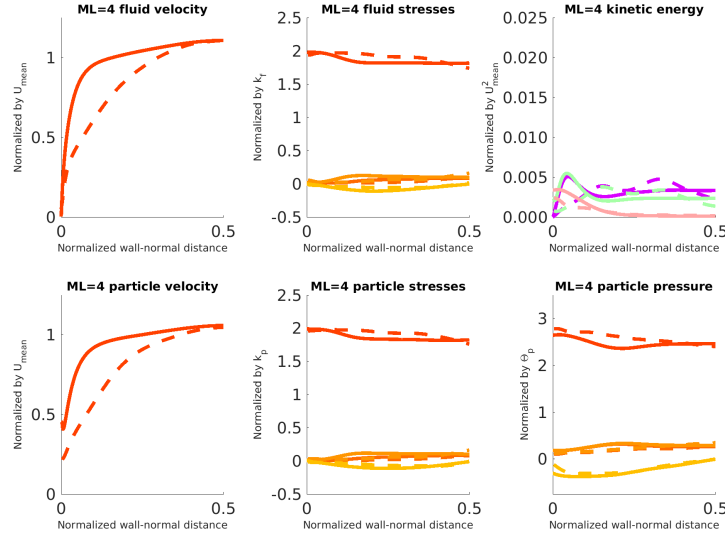 ML=4 fluid velocity
Normalized by U_mean
1
0.5
0
0
0.5
Normalized wall-normal distance
ML=4 fluid stresses
Normalized by k_f
2.5
2
1.5
1
0.5
0
-0.5
0
0.5
Normalized wall-normal distance
ML=4 kinetic energy
Normalized by U²_mean
0.025
0.020
0.015
0.010
0.005
0.000
0
0.5
Normalized wall-normal distance
ML=4 particle velocity
Normalized by U_mean
1
0.5
0
0
0.5
Normalized wall-normal distance
ML=4 particle stresses
Normalized by k_p
2.5
2
1.5
1
0.5
0
-0.5
0
0.5
Normalized wall-normal distance
ML=4 particle pressure
Normalized by Θ_p
3
2
1
0
0
0.5
Normalized wall-normal distance